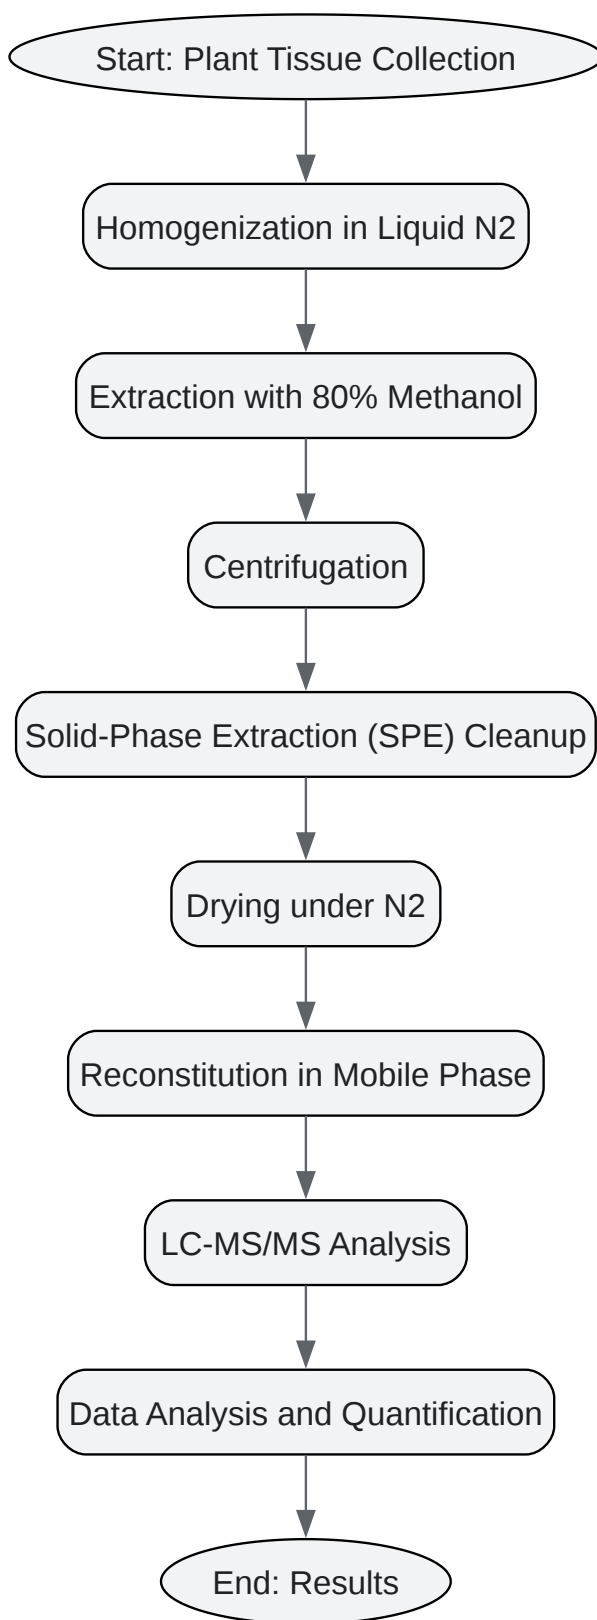 Start: Plant Tissue Collection
Homogenization in Liquid N2
Extraction with 80% Methanol
Centrifugation
Solid-Phase Extraction (SPE) Cleanup
Drying under N2
Reconstitution in Mobile Phase
LC-MS/MS Analysis
Data Analysis and Quantification
End: Results